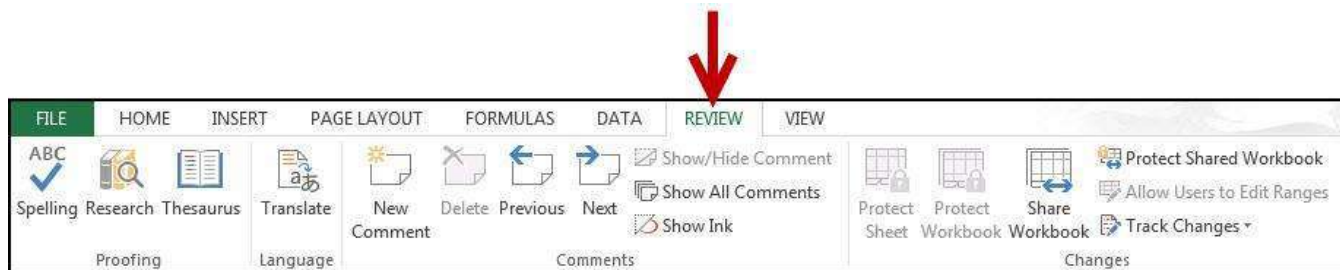 FILE HOME INSERT PAGE LAYOUT FORMULAS DATA REVIEW VIEW
ABC
Spelling Research Thesaurus
Proofing
aあ
Translate
Language
New Comment
Delete Previous Next
Show/Hide Comment
Show All Comments
Show Ink
Comments
Protect Sheet
Protect Workbook
Share Workbook
Protect Shared Workbook
Allow Users to Edit Ranges
Track Changes
Changes